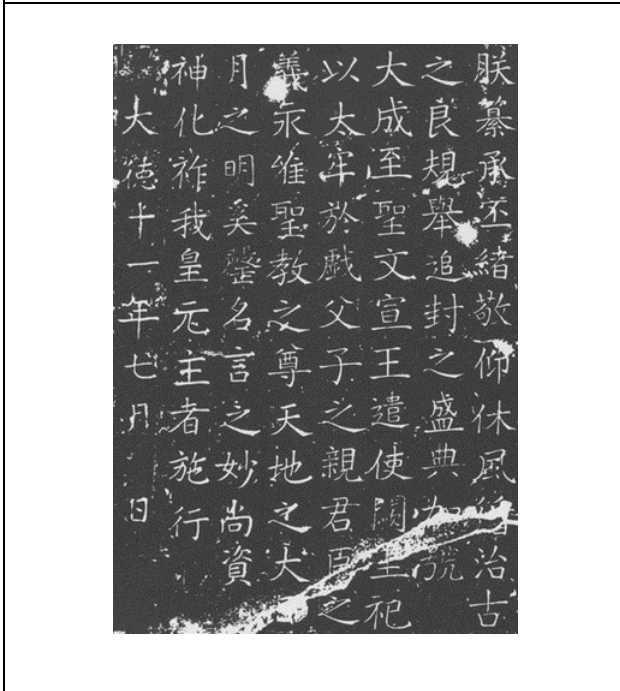 朕纂承丕緒敬仰休風循治古
之良規舉追封之盛典加號
大成至聖文宣王遣使闕里祀
以太牢於戲父子之親君臣之
義永維聖教之尊天地之大
月之明奚罄名言之妙尚資
神化祚我皇元主者施行
大德十一年七月日